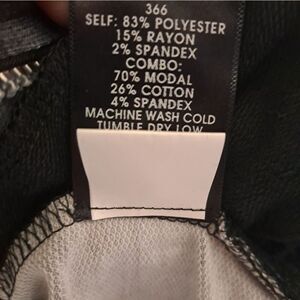 366
SELF: 83% POLYESTER
15% RAYON
2% SPANDEX
COMBO:
70% MODAL
26% COTTON
4% SPANDEX
MACHINE WASH COLD
TUMBLE DRY LOW